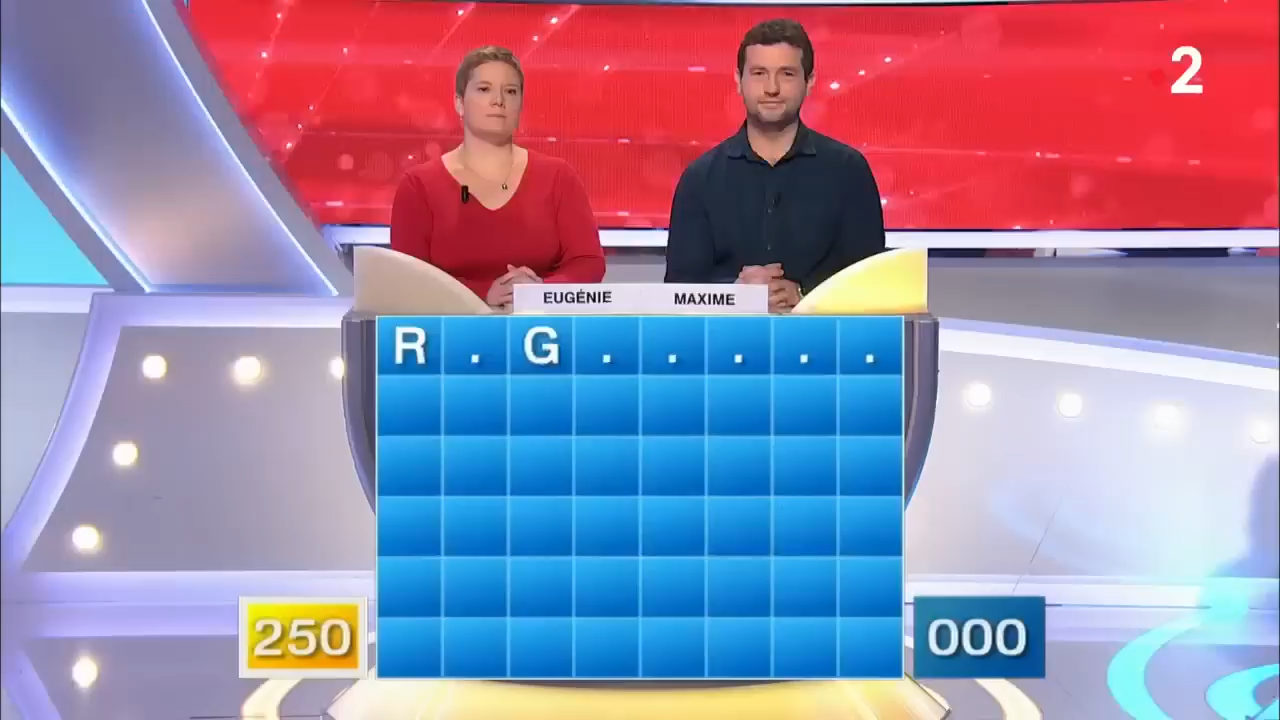 2
EUGÉNIE MAXIME
R . G . . . . .
250 000